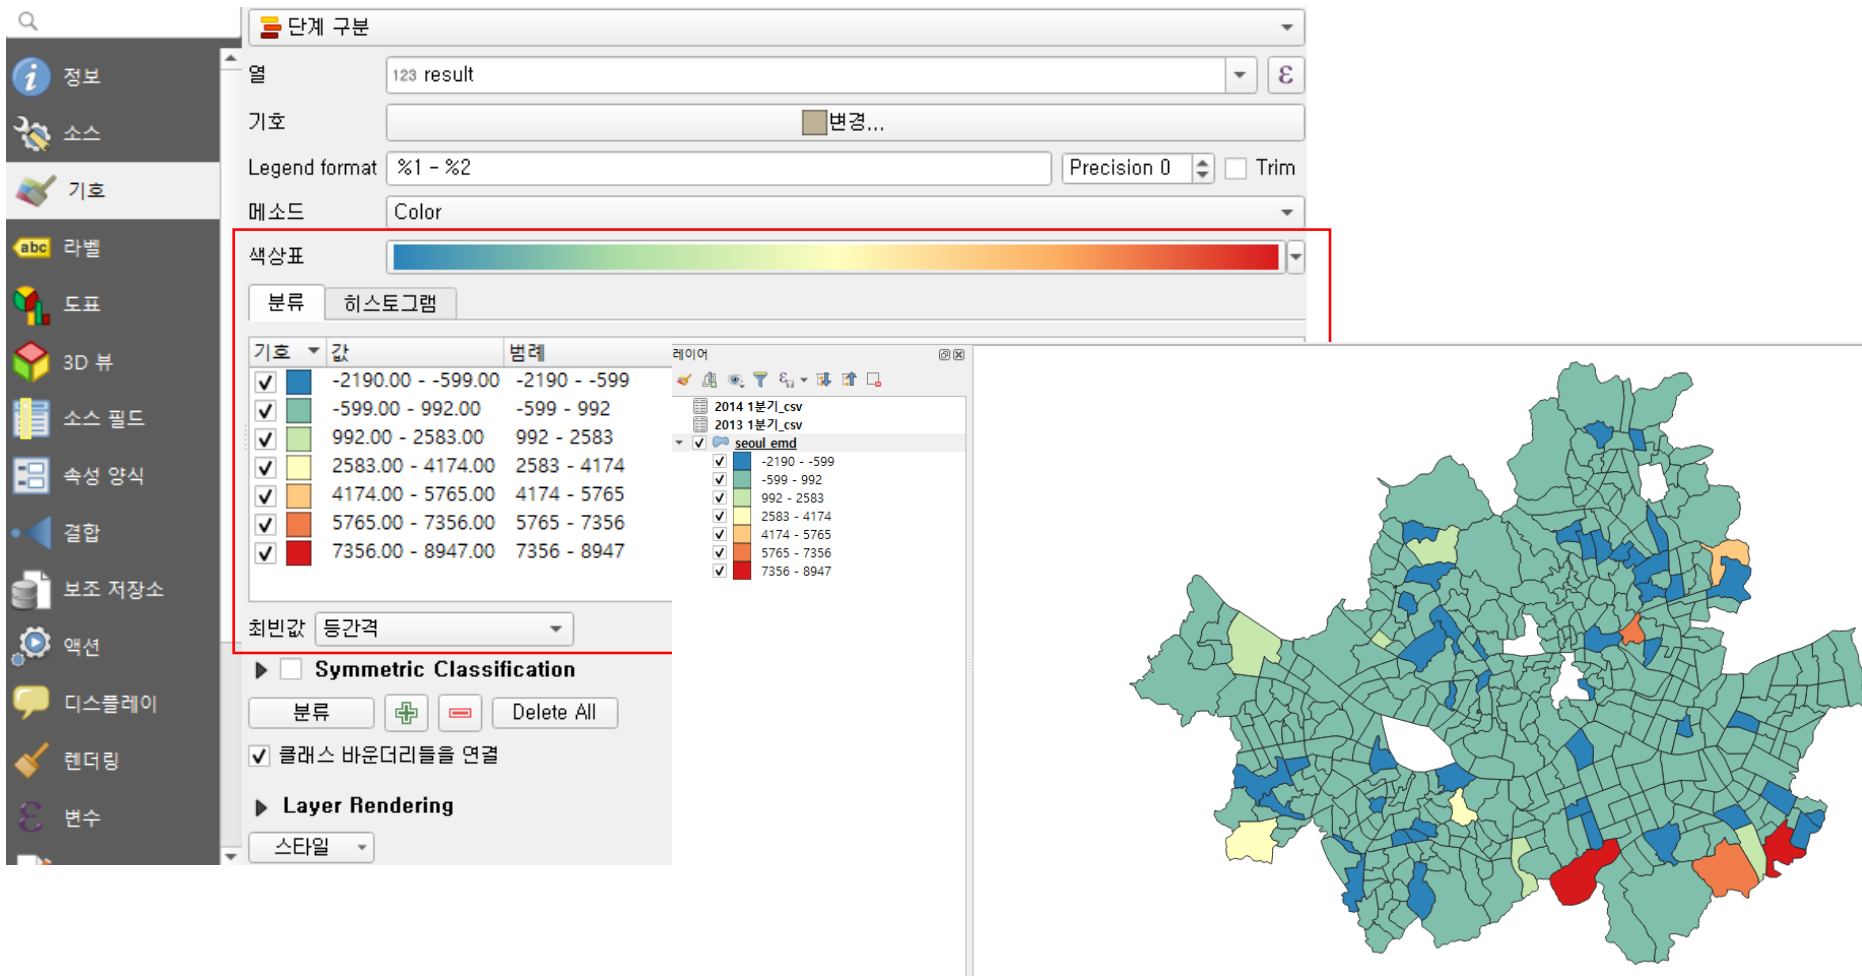 단계 구분
정보
열
123 result
ε
소스
기호
변경...
Legend format
%1 - %2
Precision 0
Trim
기호
메소드
Color
라벨
abc
색상표
도표
분류
히스토그램
3D 뷰
기호
값
범례
-2190.00 - -599.00
-2190 - -599
-599.00 - 992.00
-599 - 992
992.00 - 2583.00
992 - 2583
2583.00 - 4174.00
2583 - 4174
4174.00 - 5765.00
4174 - 5765
5765.00 - 7356.00
5765 - 7356
7356.00 - 8947.00
7356 - 8947
소스 필드
속성 양식
결합
보조 저장소
액션
디스플레이
렌더링
변수
최빈값
등간격
Symmetric Classification
분류
Delete All
클래스 바운더리들을 연결
Layer Rendering
스타일
레이어
2014 1분기_csv
2013 1분기_csv
seoul_emd
-2190 - -599
-599 - 992
992 - 2583
2583 - 4174
4174 - 5765
5765 - 7356
7356 - 8947